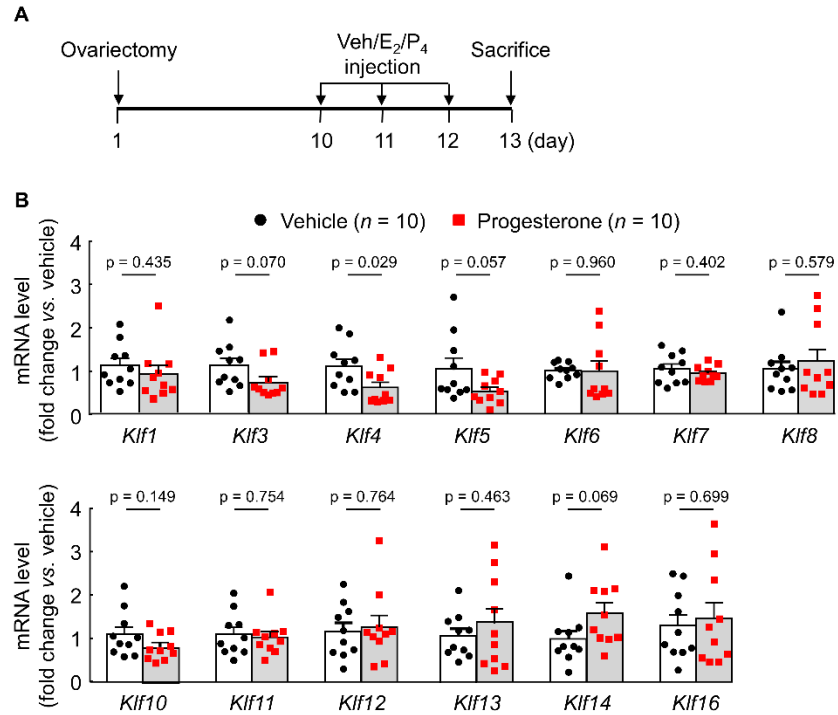 A
Ovariectomy
Veh/E₂/P₄
injection
Sacrifice
1
10
11
12
13 (day)
B
Vehicle (n = 10)
Progesterone (n = 10)
mRNA level
(fold change vs. vehicle)
4
3
2
1
0
p = 0.435
p = 0.070
p = 0.029
p = 0.057
p = 0.960
p = 0.402
p = 0.579
Klf1
Klf3
Klf4
Klf5
Klf6
Klf7
Klf8
mRNA level
(fold change vs. vehicle)
4
3
2
1
0
p = 0.149
p = 0.754
p = 0.764
p = 0.463
p = 0.069
p = 0.699
Klf10
Klf11
Klf12
Klf13
Klf14
Klf16